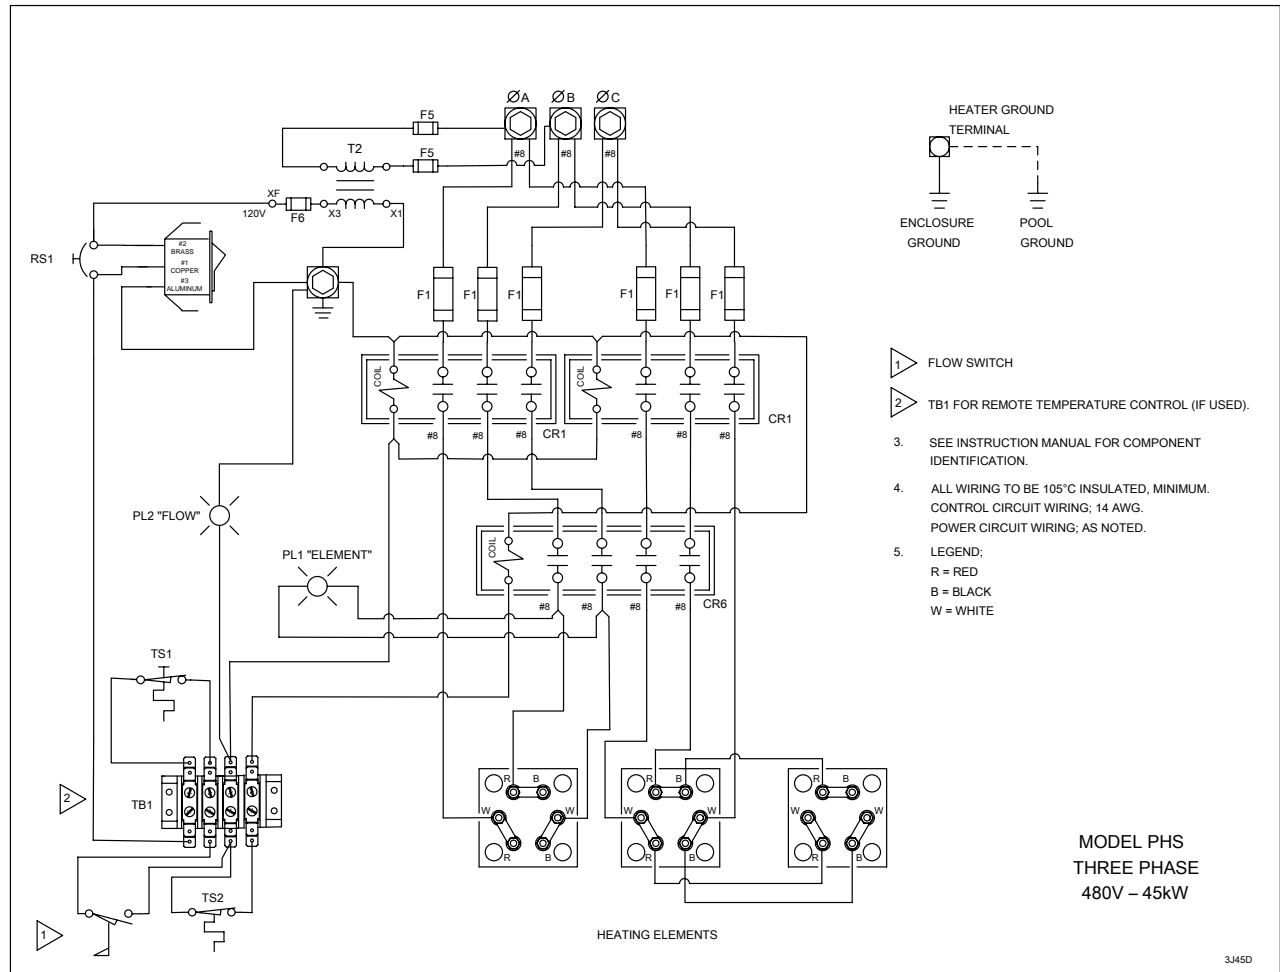 ØA ØB ØC
F5
T2
F5
#8 #8 #8
XF
120V
F6
X3
X1
RS1
#2
BRASS
#1
COPPER
#3
ALUMINUM
HEATER GROUND
TERMINAL
ENCLOSURE
GROUND
POOL
GROUND
F1 F1 F1 F1 F1 F1
COIL
COIL
CR1
CR1
#8 #8 #8 #8 #8 #8
1 FLOW SWITCH
2 TB1 FOR REMOTE TEMPERATURE CONTROL (IF USED).
3. SEE INSTRUCTION MANUAL FOR COMPONENT
IDENTIFICATION.
4. ALL WIRING TO BE 105°C INSULATED, MINIMUM.
CONTROL CIRCUIT WIRING; 14 AWG.
POWER CIRCUIT WIRING; AS NOTED.
5. LEGEND;
R = RED
B = BLACK
W = WHITE
PL2 "FLOW"
PL1 "ELEMENT"
COIL
CR6
#8 #8 #8 #8
TS1
2
TB1
R B
W W
R B
R B
W W
R B
R B
W W
R B
TS2
1
HEATING ELEMENTS
MODEL PHS
THREE PHASE
480V – 45kW
3J45D